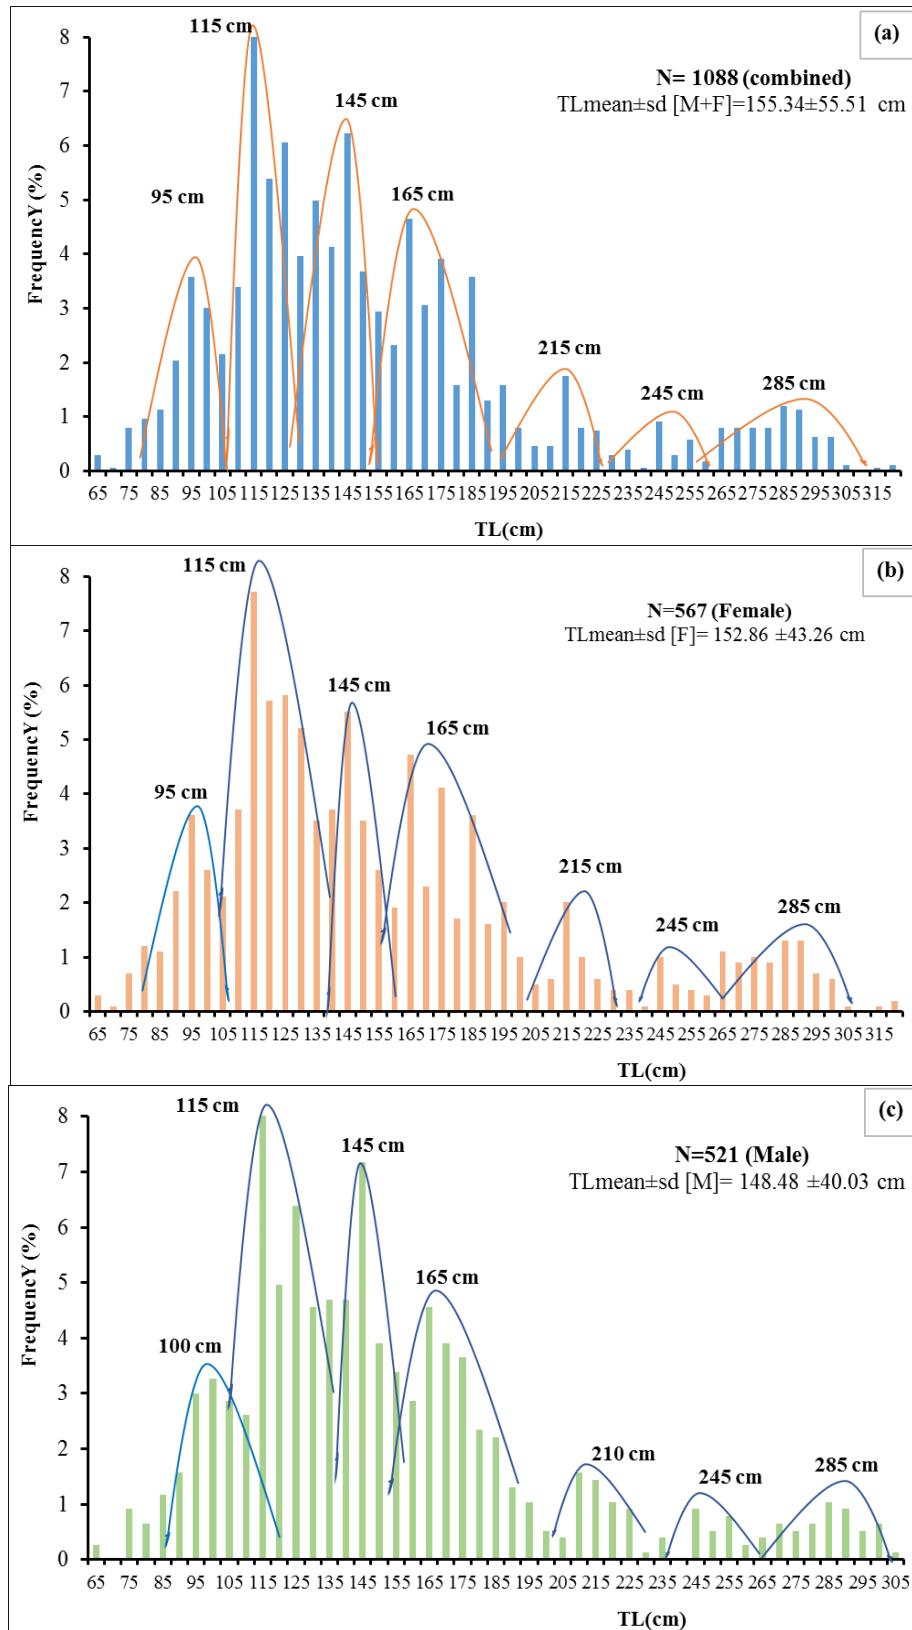 (a)
115 cm
8
N= 1088 (combined)
TLmean±sd [M+F]=155.34±55.51 cm
145 cm
7
6
95 cm
165 cm
5
4
3
215 cm
2
245 cm
285 cm
1
0
FrequencY (%)
65 75 85 95 105 115 125 135 145 155 165 175 185 195 205 215 225 235 245 255 265 275 285 295 305 315
TL(cm)
(b)
115 cm
8
N=567 (Female)
TLmean±sd [F]= 152.86 ±43.26 cm
7
145 cm
6
165 cm
5
95 cm
4
3
215 cm
2
245 cm
285 cm
1
0
FrequencY (%)
65 75 85 95 105 115 125 135 145 155 165 175 185 195 205 215 225 235 245 255 265 275 285 295 305 315
TL(cm)
(c)
115 cm
8
145 cm
N=521 (Male)
TLmean±sd [M]= 148.48 ±40.03 cm
7
6
165 cm
5
100 cm
4
3
2
210 cm
245 cm
285 cm
1
0
FrequencY (%)
65 75 85 95 105 115 125 135 145 155 165 175 185 195 205 215 225 235 245 255 265 275 285 295 305
TL(cm)